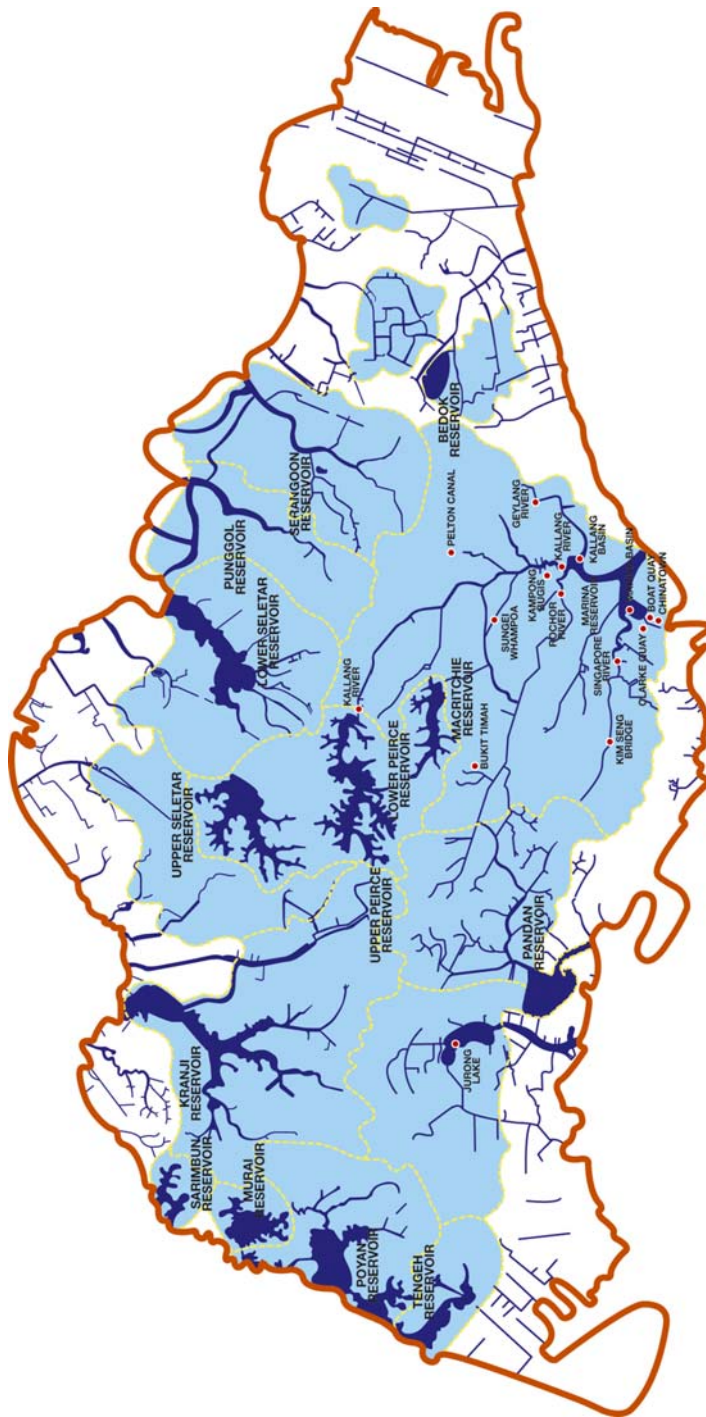 SARIMBUN
RESERVOIR
KRANJI
RESERVOIR
MURAI
RESERVOIR
POYAN
RESERVOIR
TENGEH
RESERVOIR
JURONG
LAKE
PANDAN
RESERVOIR
UPPER PEIRCE
RESERVOIR
UPPER SELETAR
RESERVOIR
LOWER PEIRCE
RESERVOIR
MACRITCHIE
RESERVOIR
KALLANG
RIVER
LOWER SELETAR
RESERVOIR
PUNGGOL
RESERVOIR
SERANGOON
RESERVOIR
BEDOK
RESERVOIR
BUKIT TIMAH
PELTON CANAL
SUNGEI
WHAMPOA
GEYLANG
RIVER
KAMPONG
BUGIS
KALLANG
RIVER
ROCHOR
RIVER
KALLANG
BASIN
MARINA
RESERVOIR
SINGAPORE
RIVER
BASIN
KIM SENG
BRIDGE
CLARKE QUAY
BOAT QUAY
CHINATOWN